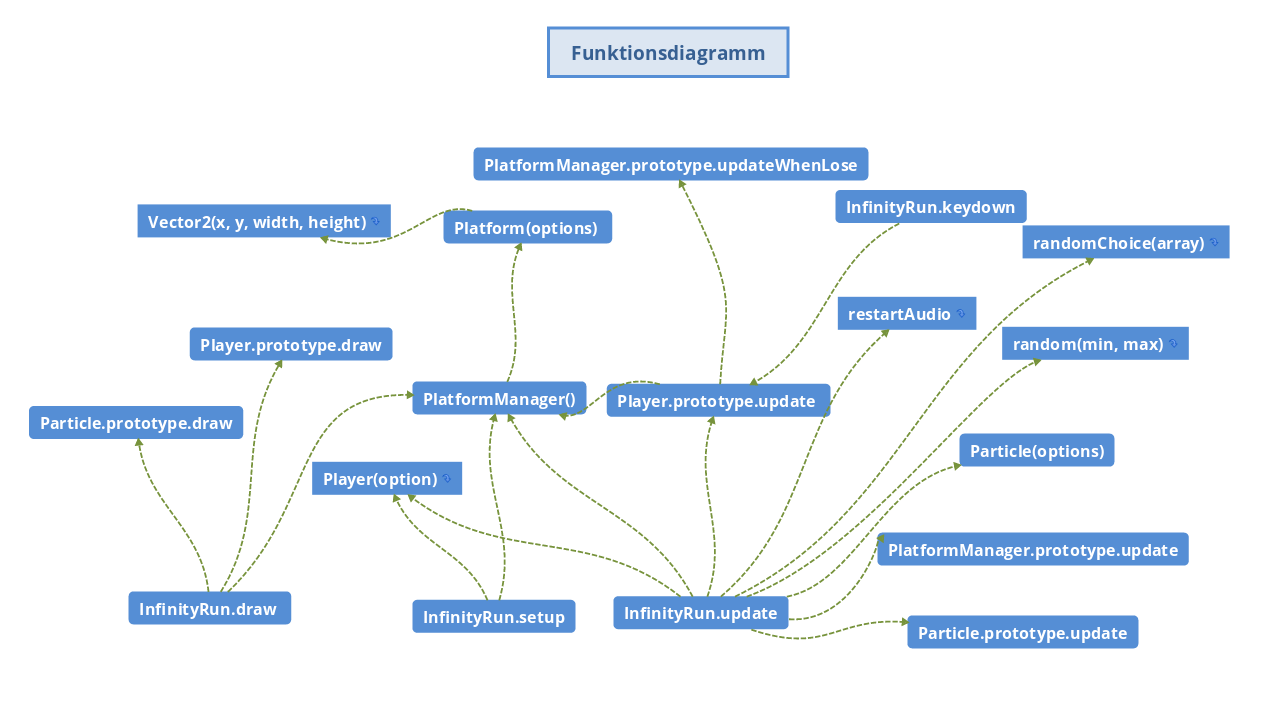 Funktionsdiagramm
PlatformManager.prototype.updateWhenLose
InfinityRun.keydown
Vector2(x, y, width, height)
Platform(options)
randomChoice(array)
restartAudio
random(min, max)
Player.prototype.draw
PlatformManager()
Player.prototype.update
Particle.prototype.draw
Particle(options)
Player(option)
PlatformManager.prototype.update
InfinityRun.draw
InfinityRun.setup
InfinityRun.update
Particle.prototype.update